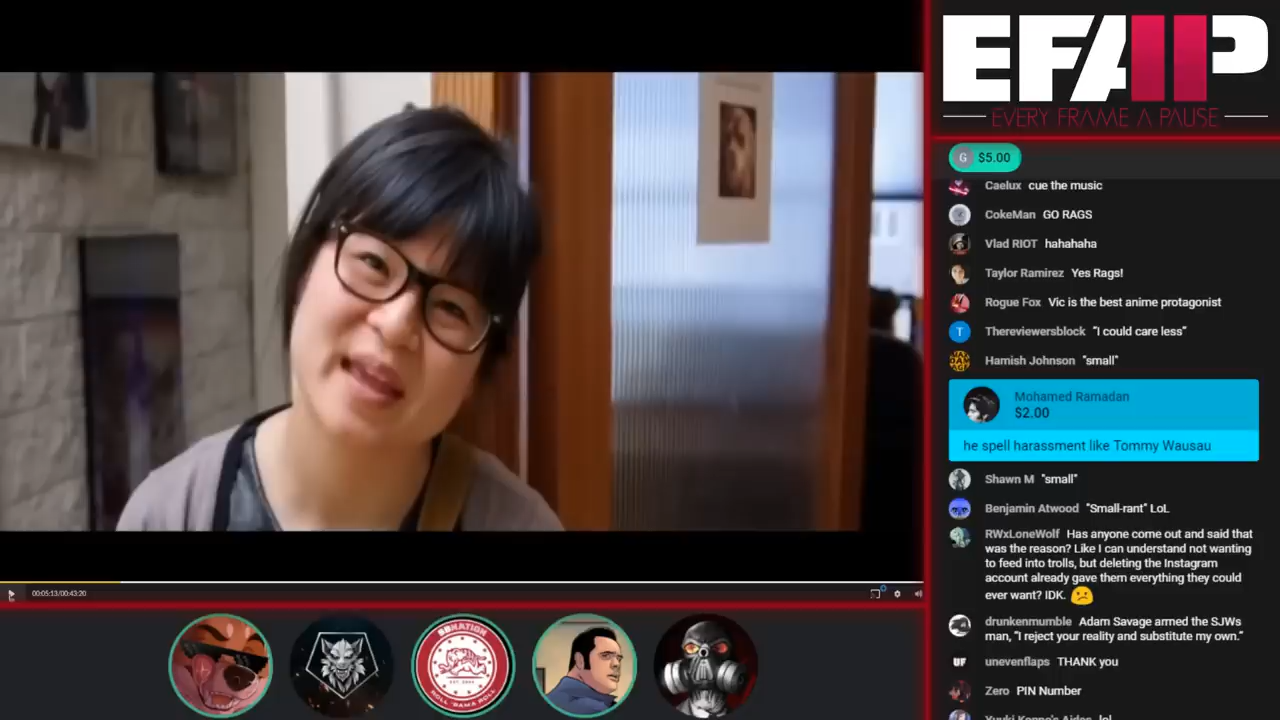 EFAP
EVERY FRAME A PAUSE
G $5.00
Caelux cue the music
CokeMan GO RAGS
Vlad RIOT hahahaha
Taylor Ramirez Yes Rags!
Rogue Fox Vic is the best anime protagonist
T Thereviewersblock "I could care less"
Hamish Johnson "small"
Mohamed Ramadan
$2.00
he spell harassment like Tommy Wausau
Shawn M "small"
Benjamin Atwood "Small-rant" LoL
RWxLoneWolf Has anyone come out and said that
was the reason? Like I can understand not wanting
to feed into trolls, but deleting the Instagram
account already gave them everything they could
ever want? IDK.
drunkenmumble Adam Savage armed the SJWs
man, "I reject your reality and substitute my own."
UF unevenflaps THANK you
Zero PIN Number
00:05:13/00:43:20
BBNATION
ROLL 'BAMA ROLL